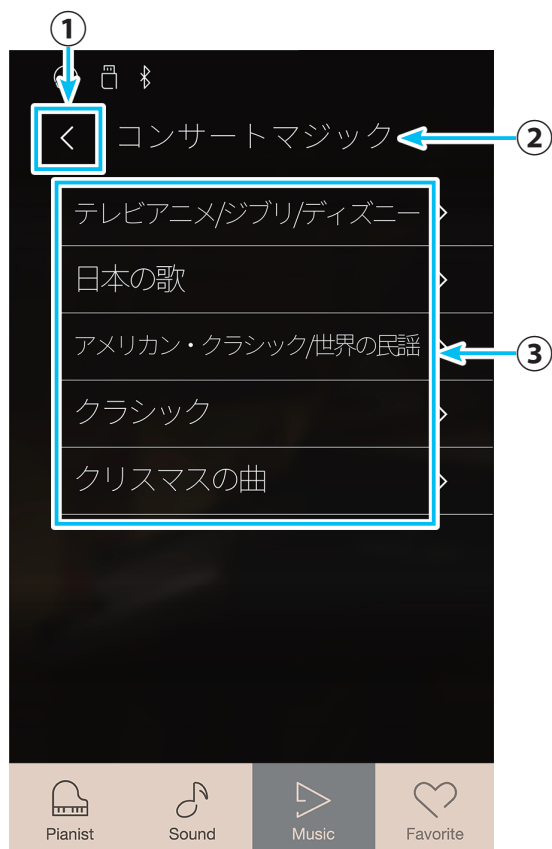 ①
< コンサートマジック
②
テレビアニメ/ジブリ/ディズニー
日本の歌
アメリカン・クラシック/世界の民謡
③
クラシック
クリスマスの曲
Pianist Sound Music Favorite